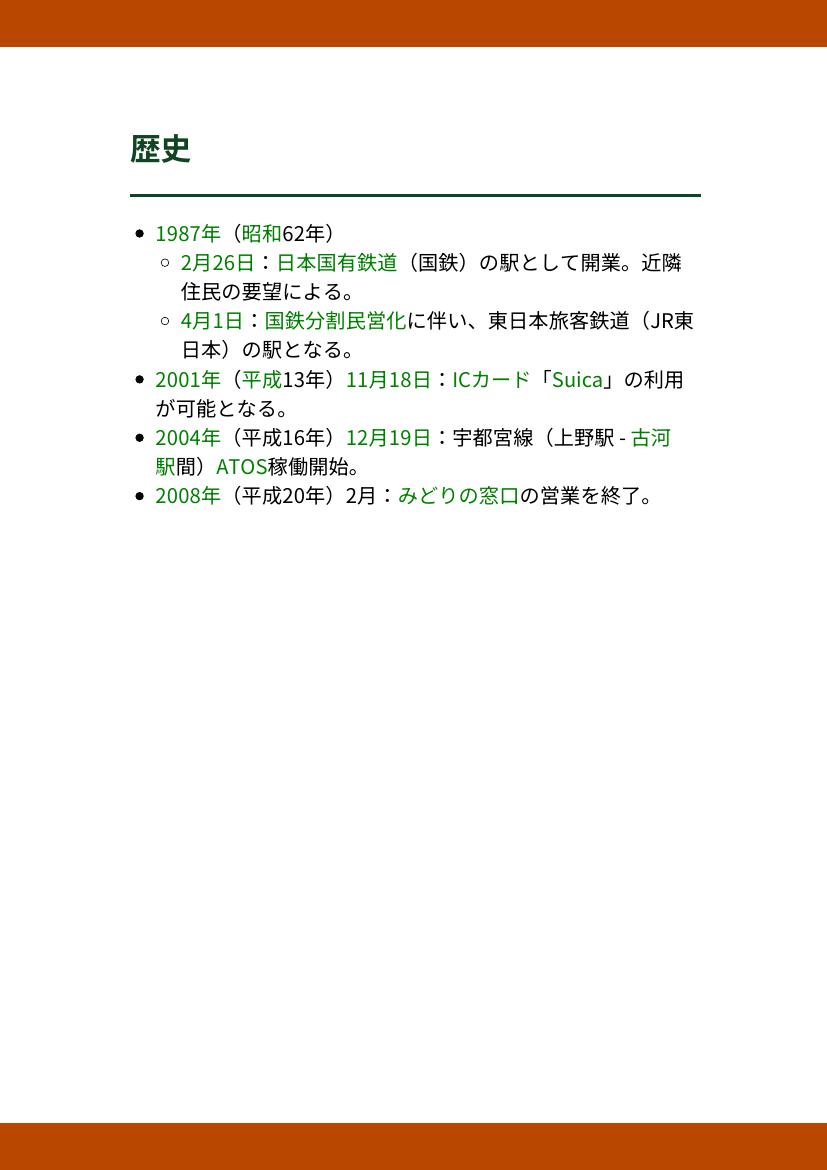 歴史
1987年（昭和62年）
2月26日：日本国有鉄道（国鉄）の駅として開業。近隣
住民の要望による。
4月1日：国鉄分割民営化に伴い、東日本旅客鉄道（JR東
日本）の駅となる。
2001年（平成13年）11月18日：ICカード「Suica」の利用
が可能となる。
2004年（平成16年）12月19日：宇都宮線（上野駅 - 古河
駅間）ATOS稼働開始。
2008年（平成20年）2月：みどりの窓口の営業を終了。